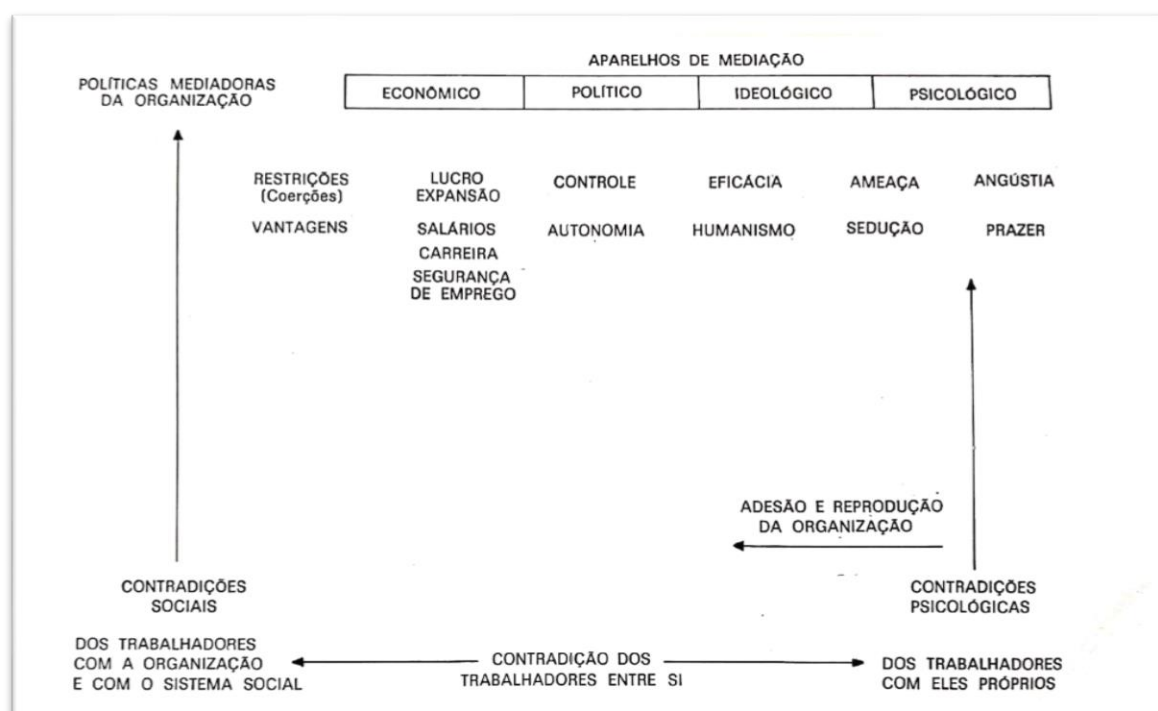 APARELHOS DE MEDIAÇÃO
POLÍTICAS MEDIADORAS
DA ORGANIZAÇÃO
ECONÔMICO
POLÍTICO
IDEOLÓGICO
PSICOLÓGICO
RESTRIÇÕES
(Coerções)
LUCRO
EXPANSÃO
CONTROLE
EFICÁCIA
AMEAÇA
ANGÚSTIA
VANTAGENS
SALÁRIOS
CARREIRA
SEGURANÇA
DE EMPREGO
AUTONOMIA
HUMANISMO
SEDUÇÃO
PRAZER
ADESÃO E REPRODUÇÃO
DA ORGANIZAÇÃO
CONTRADIÇÕES
SOCIAIS
CONTRADIÇÕES
PSICOLÓGICAS
DOS TRABALHADORES
COM A ORGANIZAÇÃO
E COM O SISTEMA SOCIAL
CONTRADIÇÃO DOS
TRABALHADORES ENTRE SI
DOS TRABALHADORES
COM ELES PRÓPRIOS